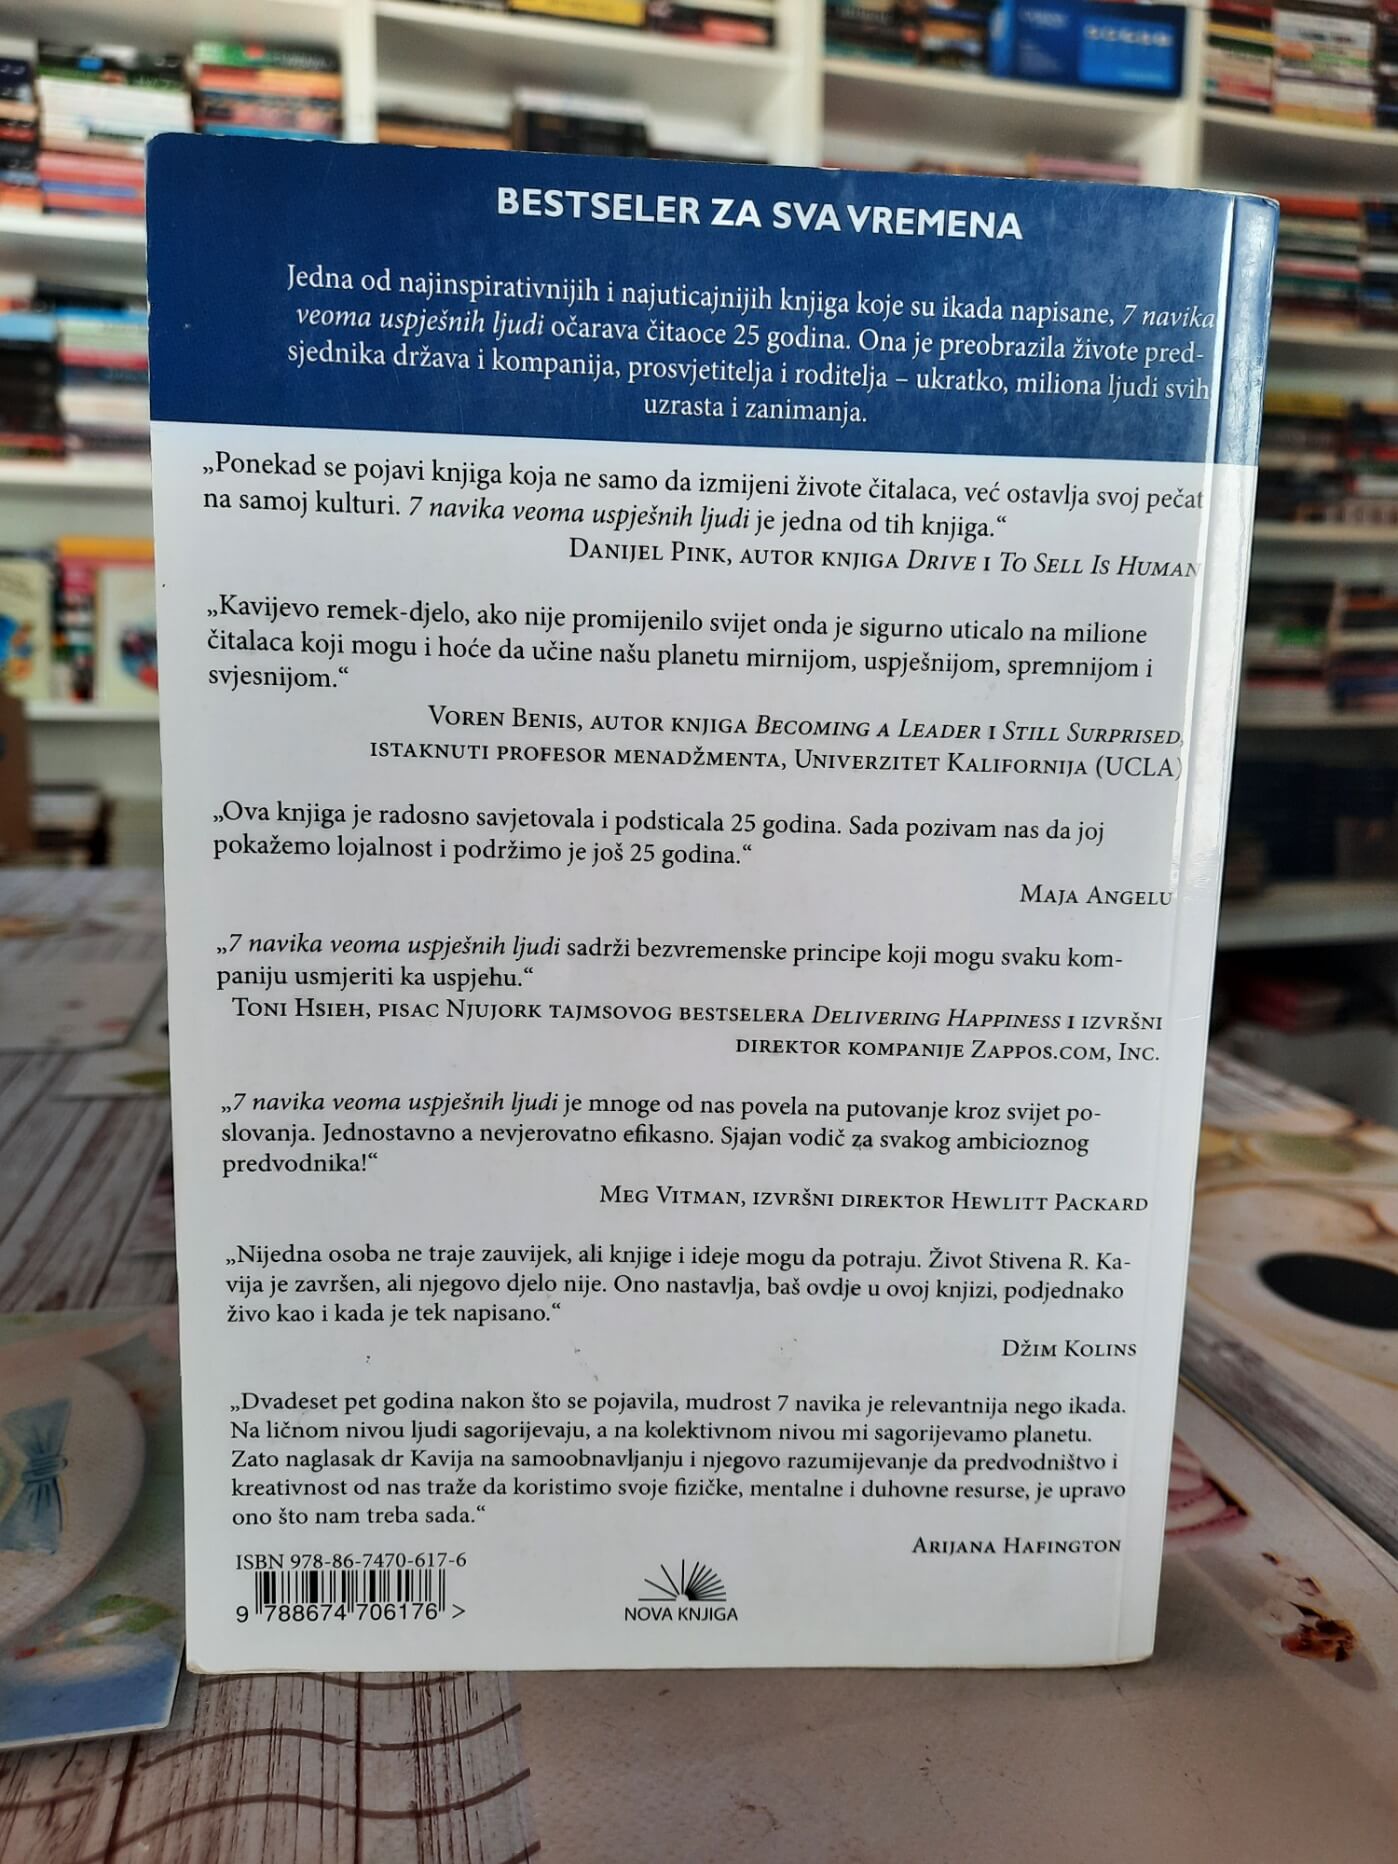 BESTSELER ZA SVA VREMENA
Jedna od najinspirativnijih i najuticajnijih knjiga koje su ikada napisane, 7 navika
veoma uspješnih ljudi očarava čitaoce 25 godina. Ona je preobrazila živote pred-
sjednika država i kompanija, prosvjetitelja i roditelja – ukratko, miliona ljudi svih
uzrasta i zanimanja.
„Ponekad se pojavi knjiga koja ne samo da izmijeni živote čitalaca, već ostavlja svoj pečat
na samoj kulturi. 7 navika veoma uspješnih ljudi je jedna od tih knjiga.“
Danijel Pink, autor knjiga Drive i To Sell Is Human
„Kavijevo remek-djelo, ako nije promijenilo svijet onda je sigurno uticalo na milione
čitalaca koji mogu i hoće da učine našu planetu mirnijom, uspješnijom, spremnijom i
svjesnijom.“
Voren Benis, autor knjiga Becoming a Leader i Still Surprised,
istaknuti profesor menadžmenta, Univerzitet Kalifornija (UCLA)
„Ova knjiga je radosno savjetovala i podsticala 25 godina. Sada pozivam nas da joj
pokažemo lojalnost i podržimo je još 25 godina.“
Maja Angelu
„7 navika veoma uspješnih ljudi sadrži bezvremenske principe koji mogu svaku kom-
paniju usmjeriti ka uspjehu.“
Toni Hsieh, pisac Njujork tajmsovog bestselera Delivering Happiness i izvršni
direktor kompanije Zappos.com, Inc.
„7 navika veoma uspješnih ljudi je mnoge od nas povela na putovanje kroz svijet po-
slovanja. Jednostavno a nevjerovatno efikasno. Sjajan vodič za svakog ambicioznog
predvodnika!“
Meg Vitman, izvršni direktor Hewlitt Packard
„Nijedna osoba ne traje zauvijek, ali knjige i ideje mogu da potraju. Život Stivena R. Ka-
vija je završen, ali njegovo djelo nije. Ono nastavlja, baš ovdje u ovoj knjizi, podjednako
živo kao i kada je tek napisano.“
Džim Kolins
„Dvadeset pet godina nakon što se pojavila, mudrost 7 navika je relevantnija nego ikada.
Na ličnom nivou ljudi sagorijevaju, a na kolektivnom nivou mi sagorijevamo planetu.
Zato naglasak dr Kavija na samoobnavljanju i njegovo razumijevanje da predvodništvo i
kreativnost od nas traže da koristimo svoje fizičke, mentalne i duhovne resurse, je upravo
ono što nam treba sada.“
Arijana Hafington
ISBN 978-86-7470-617-6
9 788674 706176 >
NOVA KNJIGA